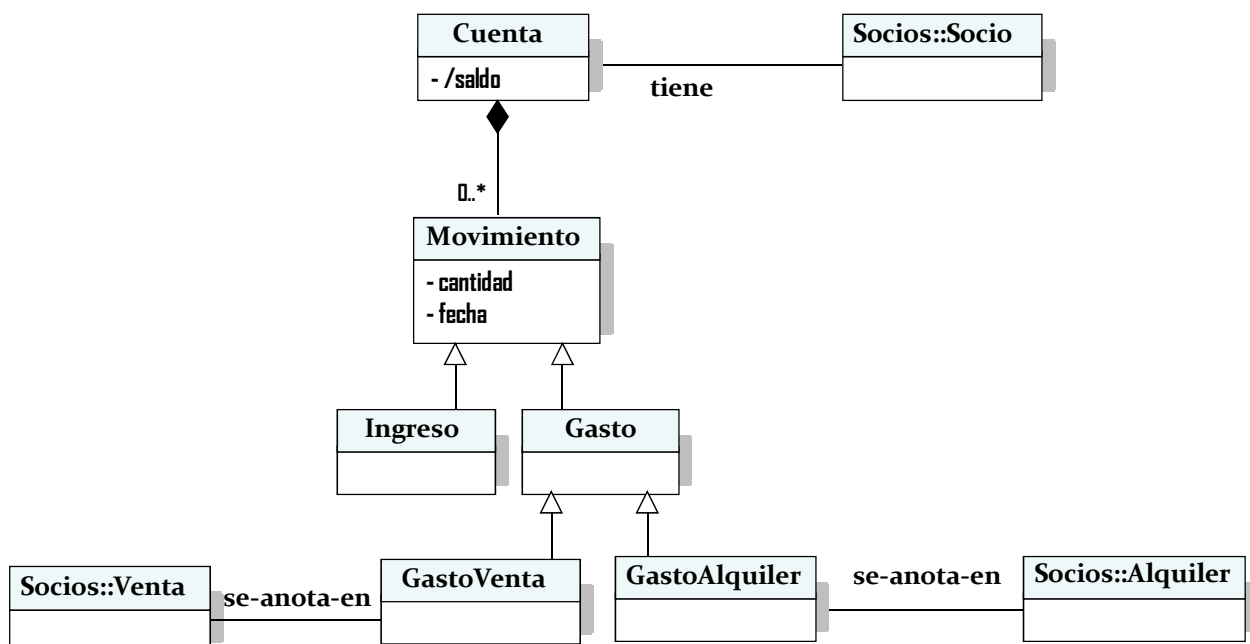 Cuenta
- /saldo
Socios::Socio
tiene
0..*
Movimiento
- cantidad
- fecha
Ingreso
Gasto
Socios::Venta
se-anota-en
GastoVenta
GastoAlquiler
se-anota-en
Socios::Alquiler